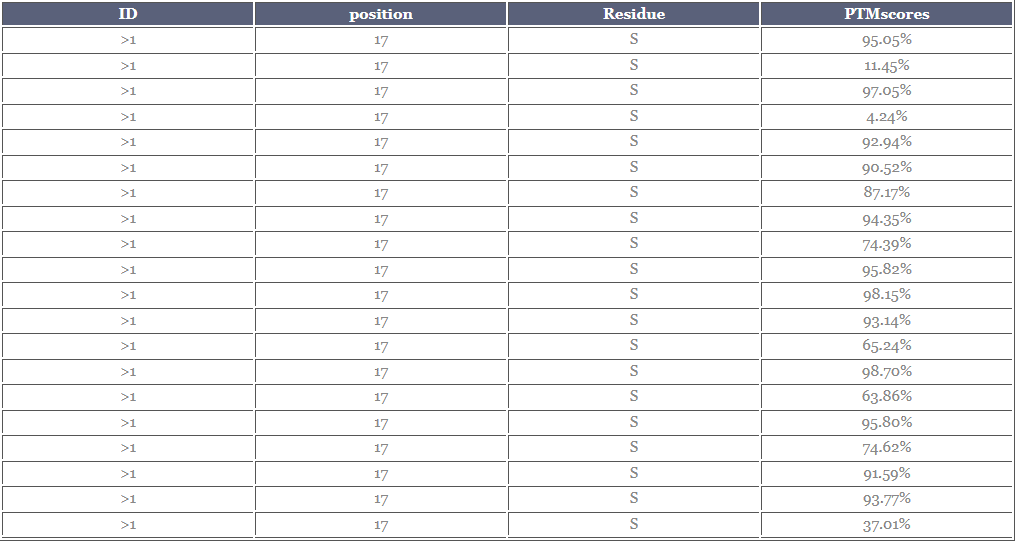 ID position Residue PTMscores
>1 17 S 95.05%
>1 17 S 11.45%
>1 17 S 97.05%
>1 17 S 4.24%
>1 17 S 92.94%
>1 17 S 90.52%
>1 17 S 87.17%
>1 17 S 94.35%
>1 17 S 74.39%
>1 17 S 95.82%
>1 17 S 98.15%
>1 17 S 93.14%
>1 17 S 65.24%
>1 17 S 98.70%
>1 17 S 63.86%
>1 17 S 95.80%
>1 17 S 74.62%
>1 17 S 91.59%
>1 17 S 93.77%
>1 17 S 37.01%